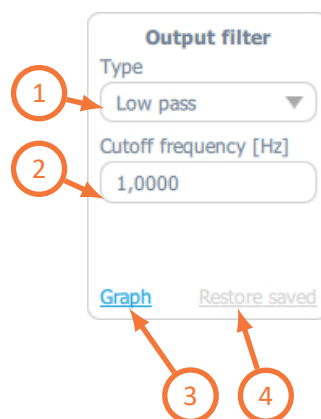 Output filter
Type
1
Low pass
Cutoff frequency [Hz]
2
1,0000
Graph Restore saved
3 4